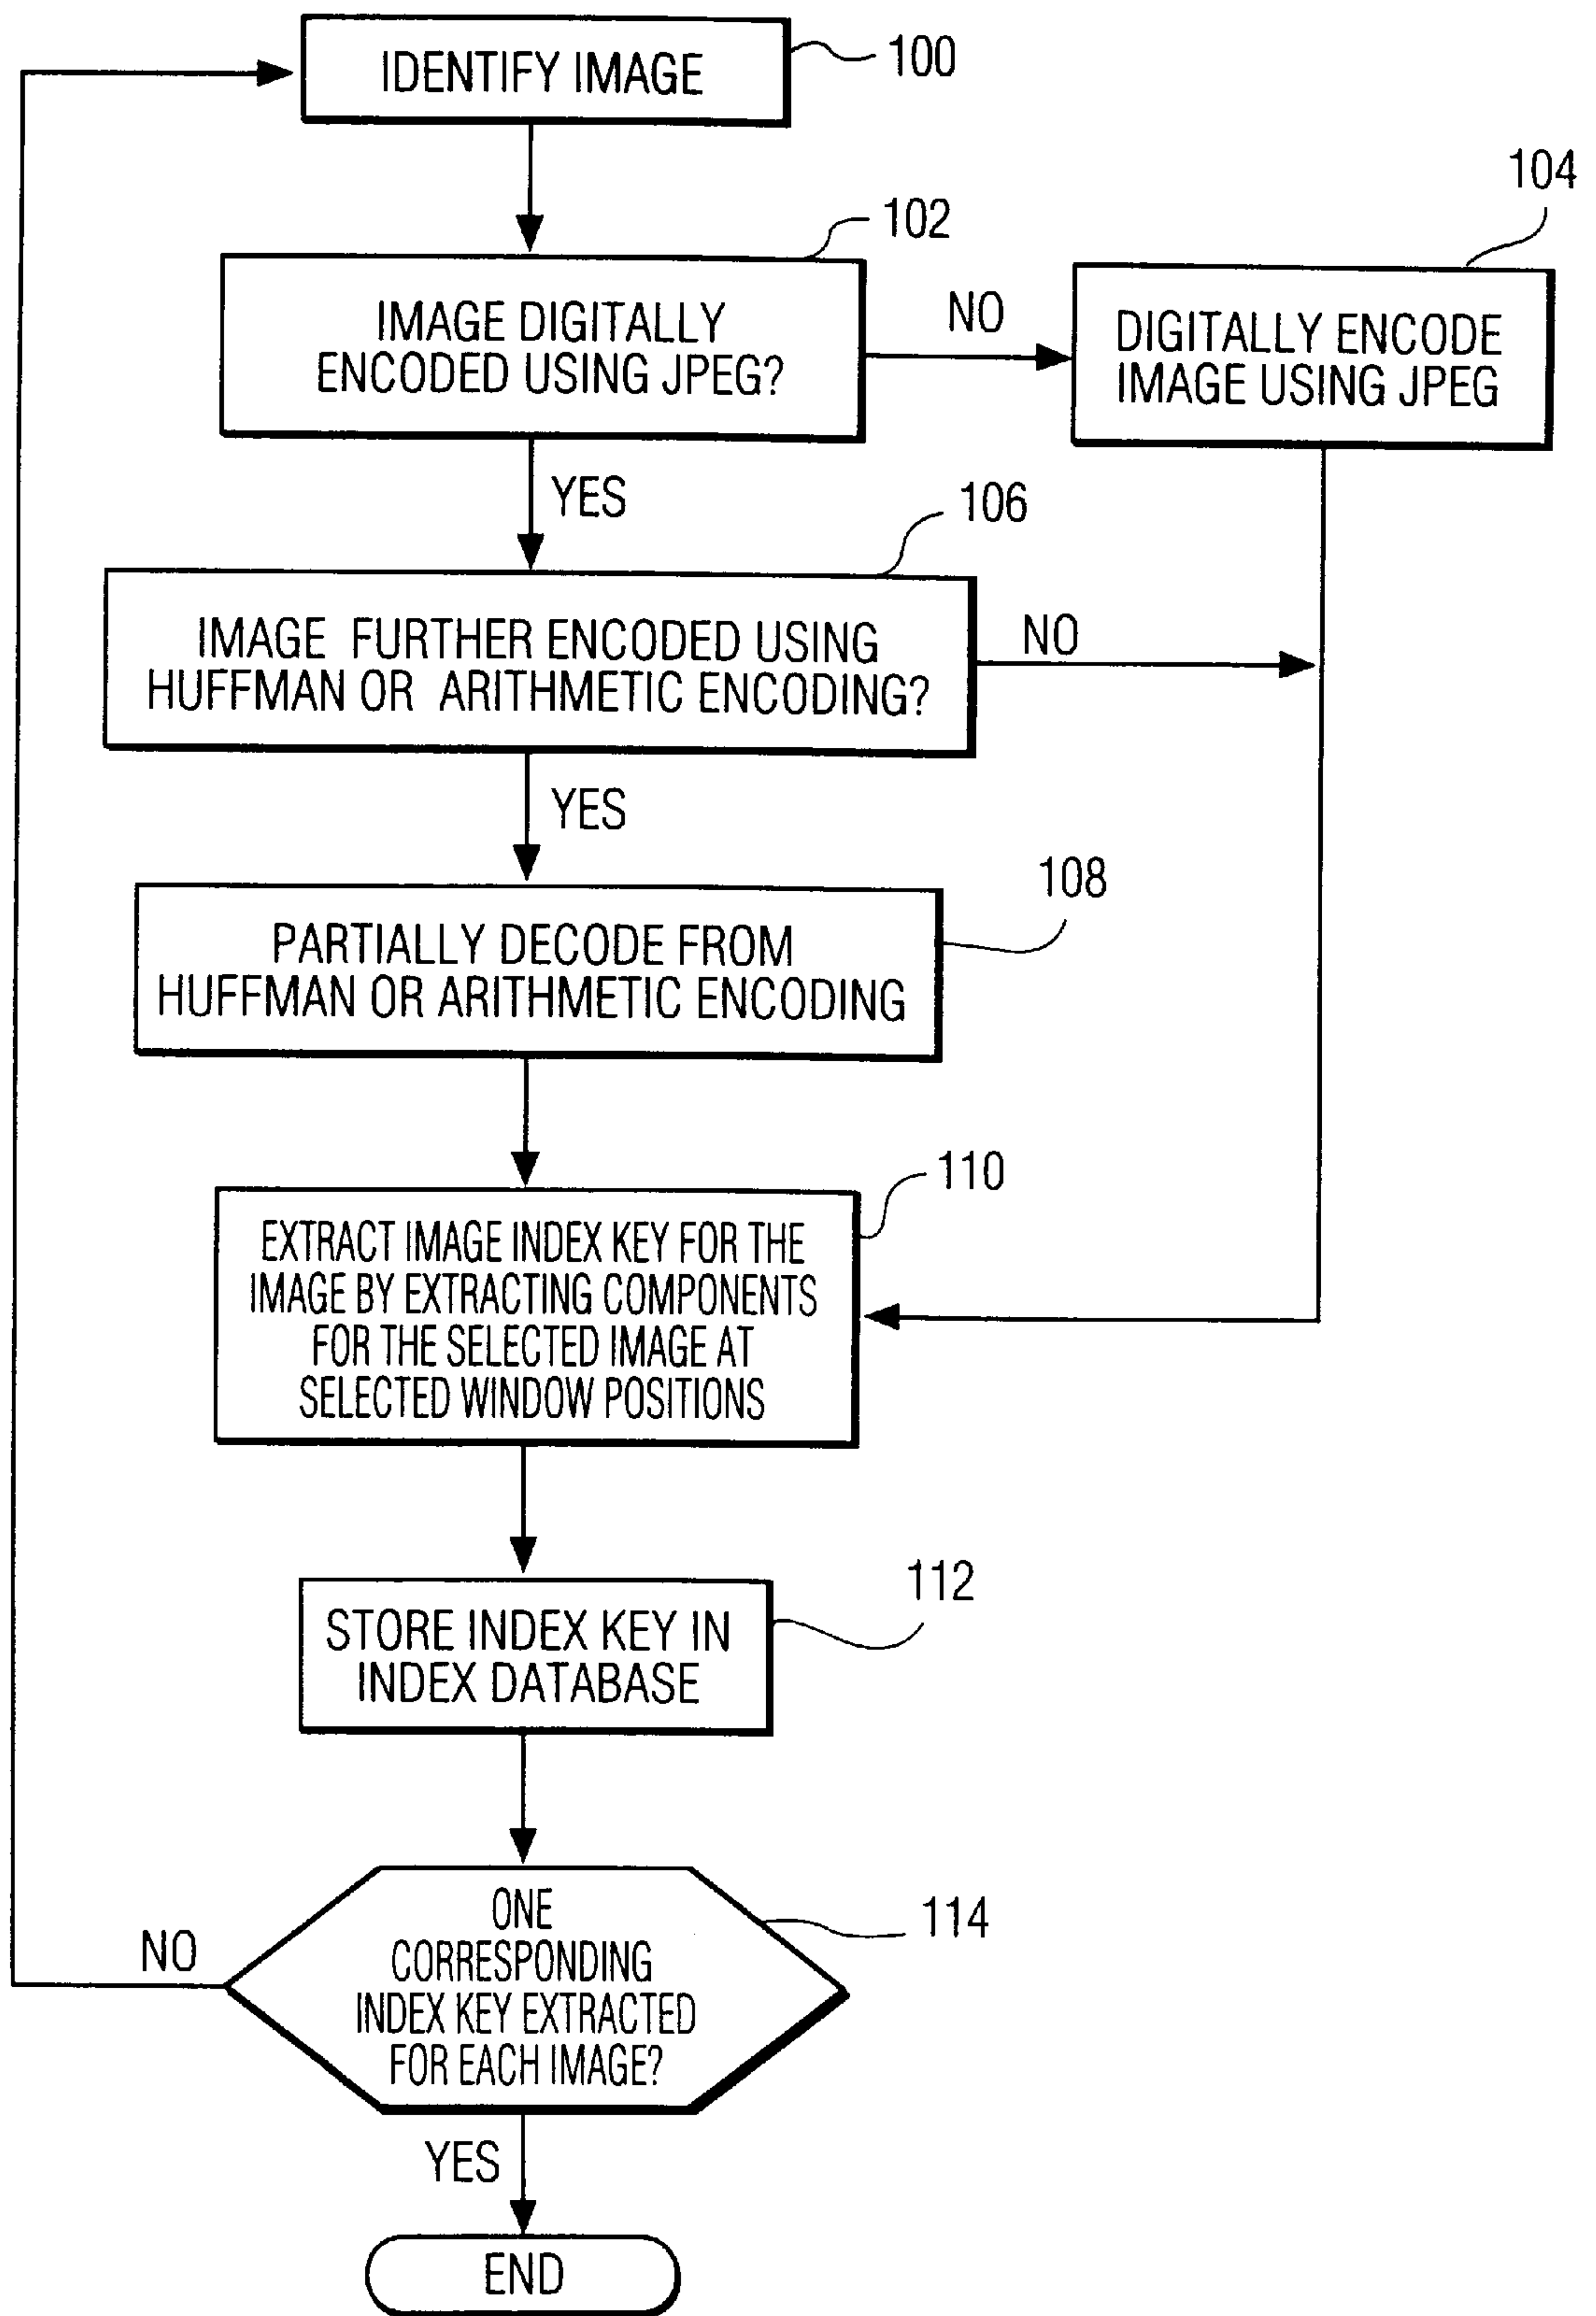 IDENTIFY IMAGE
100
102
IMAGE DIGITALLY
ENCODED USING JPEG?
NO
104
DIGITALLY ENCODE
IMAGE USING JPEG
YES
106
IMAGE FURTHER ENCODED USING
HUFFMAN OR ARITHMETIC ENCODING?
NO
YES
108
PARTIALLY DECODE FROM
HUFFMAN OR ARITHMETIC ENCODING
110
EXTRACT IMAGE INDEX KEY FOR THE
IMAGE BY EXTRACTING COMPONENTS
FOR THE SELECTED IMAGE AT
SELECTED WINDOW POSITIONS
112
STORE INDEX KEY IN
INDEX DATABASE
114
ONE
CORRESPONDING
INDEX KEY EXTRACTED
FOR EACH IMAGE?
NO
YES
END